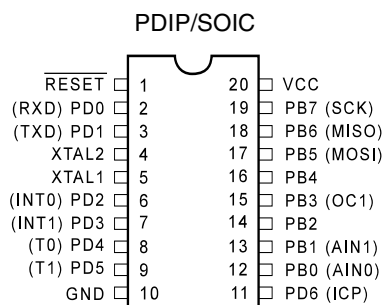 PDIP/SOIC
RESET 1 20 VCC
(RXD) PD0 2 19 PB7 (SCK)
(TXD) PD1 3 18 PB6 (MISO)
XTAL2 4 17 PB5 (MOSI)
XTAL1 5 16 PB4
(INT0) PD2 6 15 PB3 (OC1)
(INT1) PD3 7 14 PB2
(T0) PD4 8 13 PB1 (AIN1)
(T1) PD5 9 12 PB0 (AIN0)
GND 10 11 PD6 (ICP)